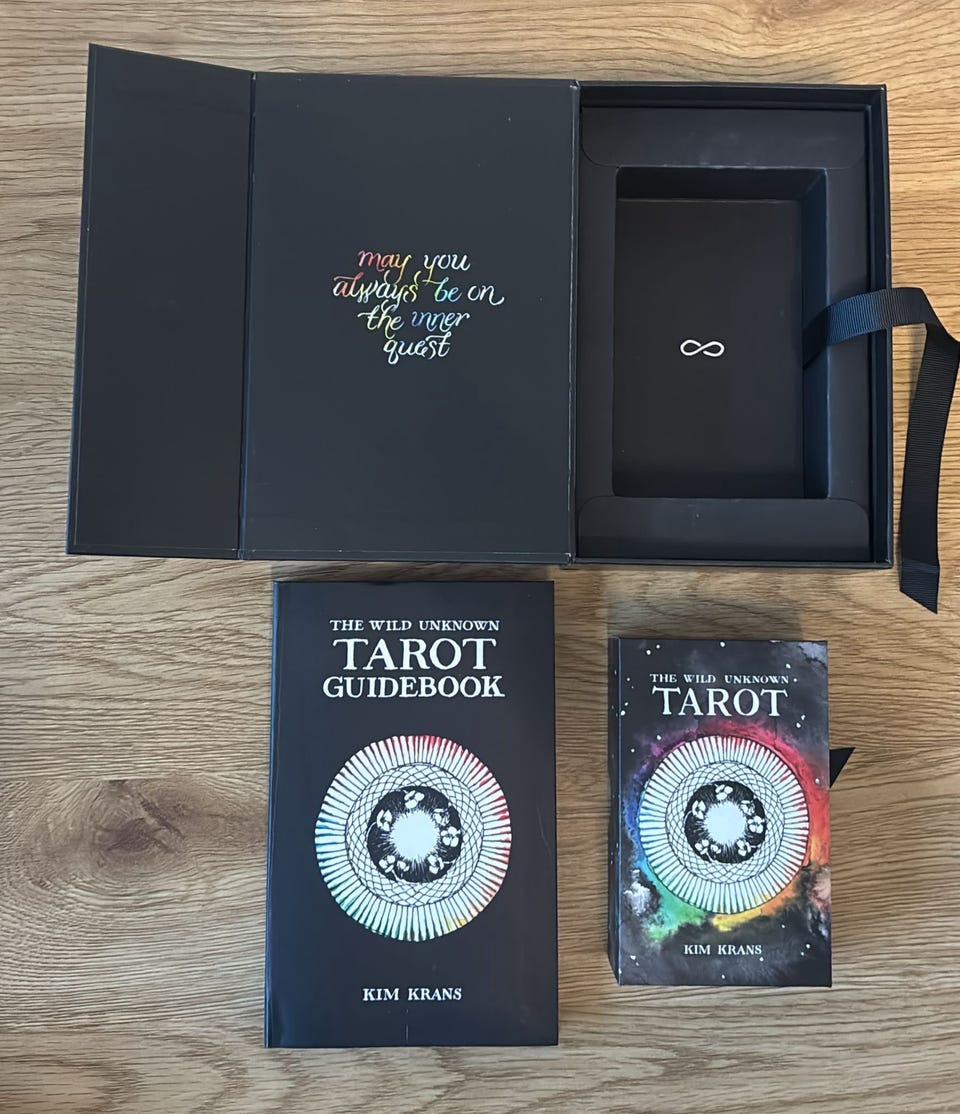 may you
always be on
the inner
quest
THE WILD UNKNOWN
TAROT
GUIDEBOOK
KIM KRANS
THE WILD UNKNOWN
TAROT
KIM KRANS